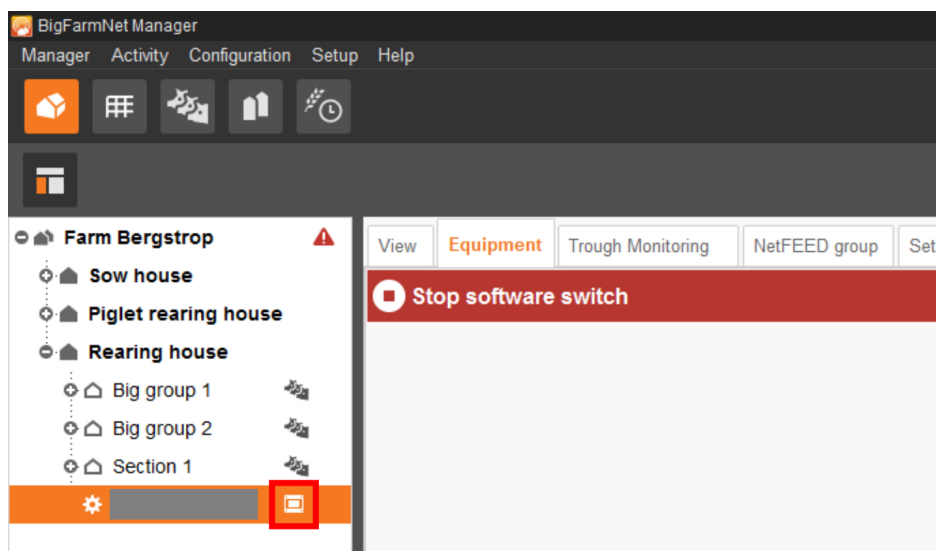 BigFarmNet Manager
Manager Activity Configuration Setup Help
Farm Bergstrop
Sow house
Piglet rearing house
Rearing house
Big group 1
Big group 2
Section 1
View Equipment Trough Monitoring NetFEED group Set
Stop software switch